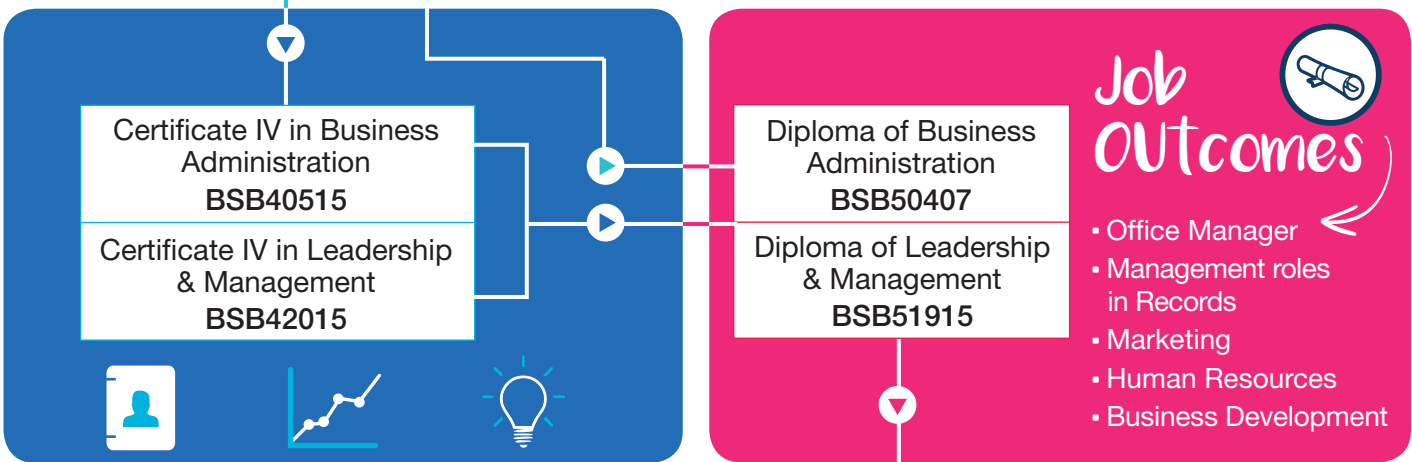 Certificate IV in Business
Administration
BSB40515
Certificate IV in Leadership
& Management
BSB42015
Diploma of Business
Administration
BSB50407
Diploma of Leadership
& Management
BSB51915
Job
OUtcomes
▪ Office Manager
▪ Management roles
in Records
▪ Marketing
▪ Human Resources
▪ Business Development